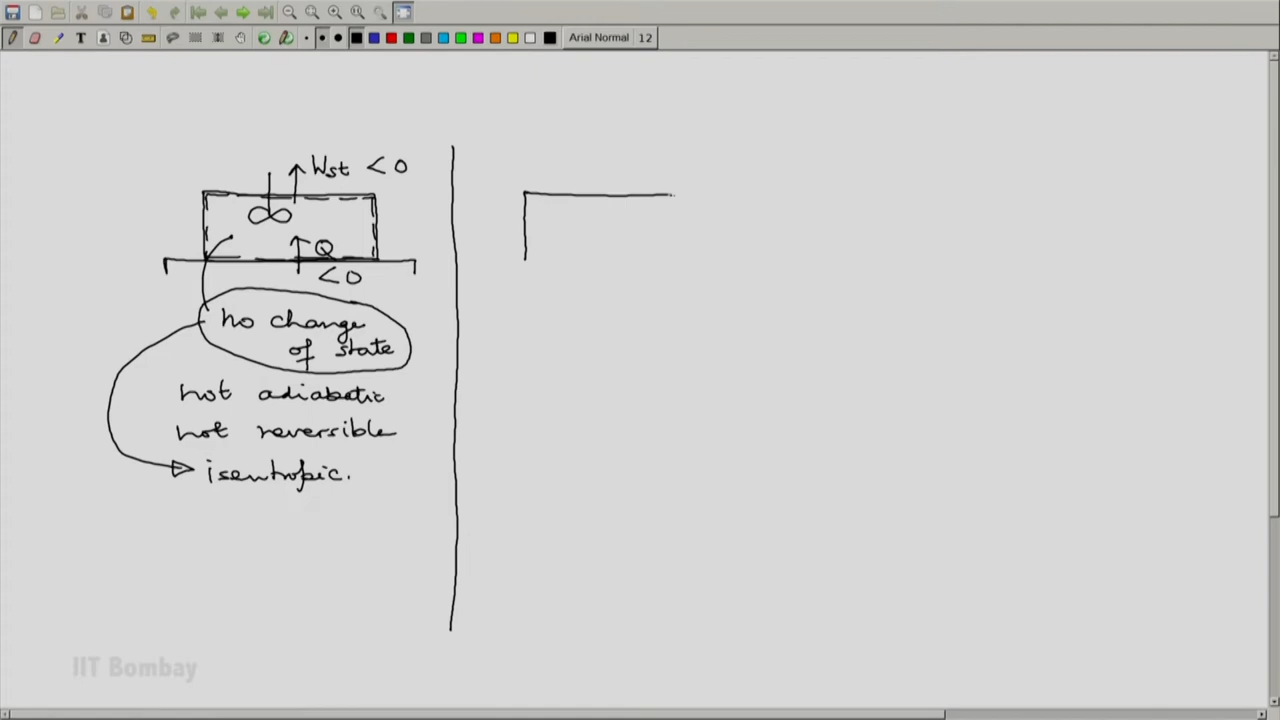 Arial Normal 12
Wst < 0
Q
< 0
no change
of state
not adiabatic
not reversible
isentropic.
IIT Bombay